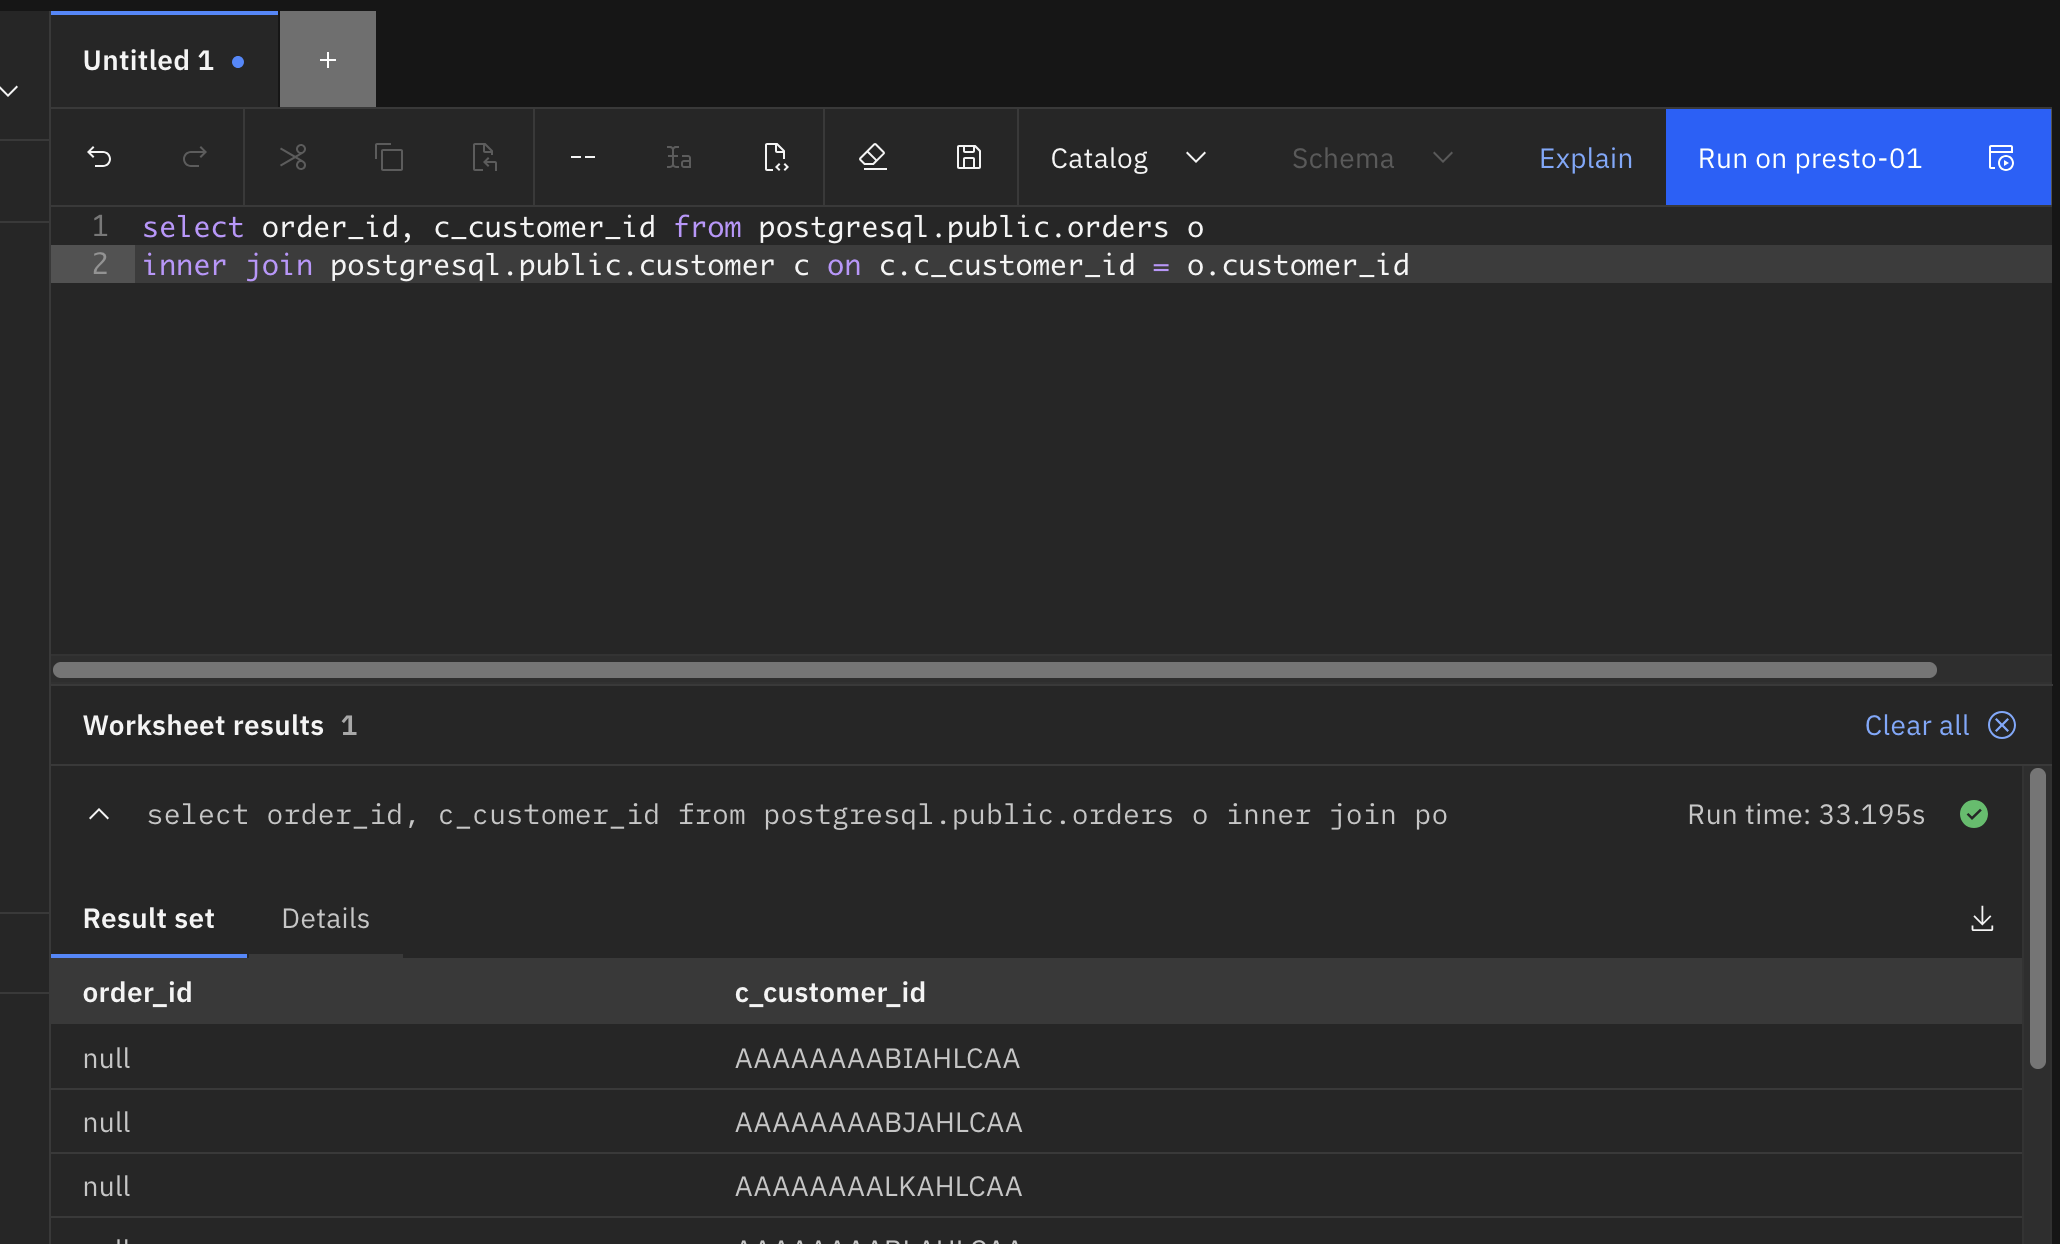 Untitled 1
+
-- Catalog Schema Explain Run on presto-01
1 select order_id, c_customer_id from postgresql.public.orders o
2 inner join postgresql.public.customer c on c.c_customer_id = o.customer_id
Worksheet results 1 Clear all
select order_id, c_customer_id from postgresql.public.orders o inner join po Run time: 33.195s
Result set Details
order_id c_customer_id
null AAAAAAAABIAHLCAA
null AAAAAAAABJAHLCAA
null AAAAAAAALKAHLCAA